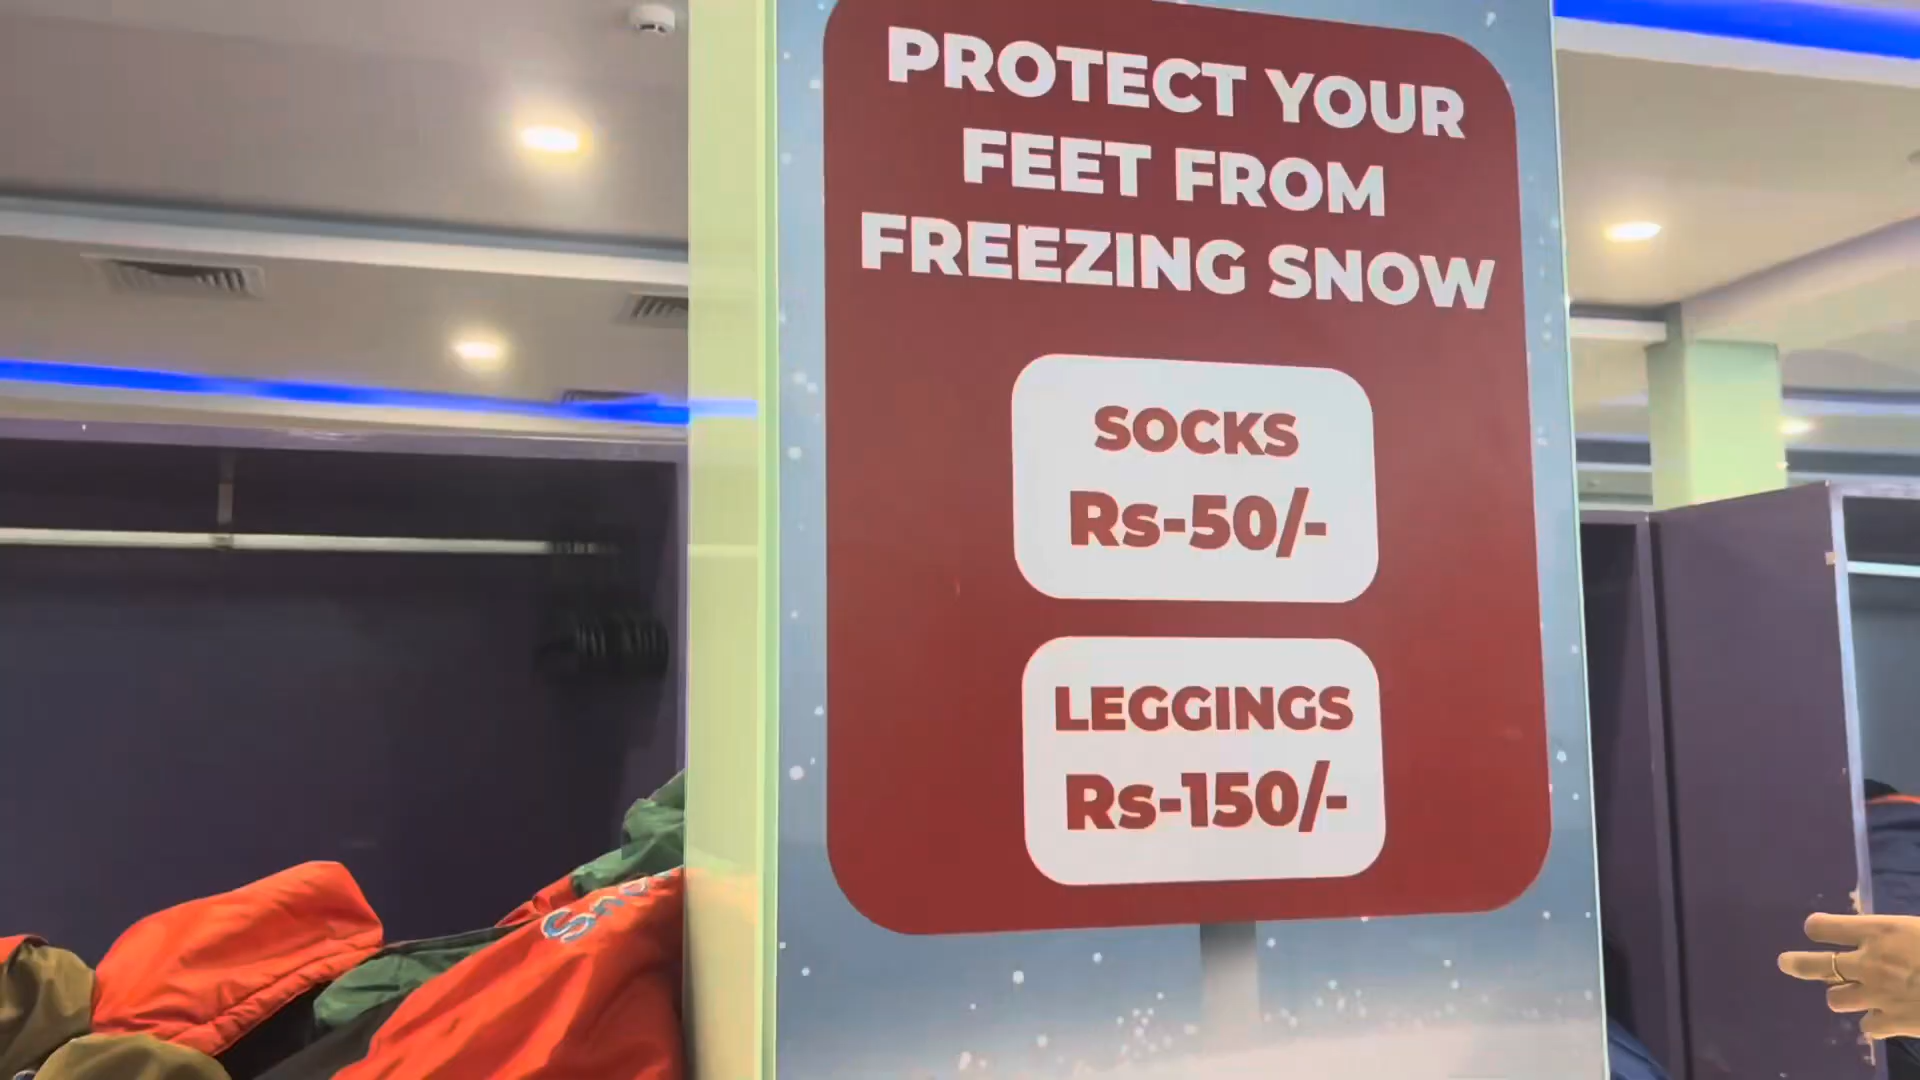 PROTECT YOUR
FEET FROM
FREEZING SNOW
SOCKS
Rs-50/-
LEGGINGS
Rs-150/-